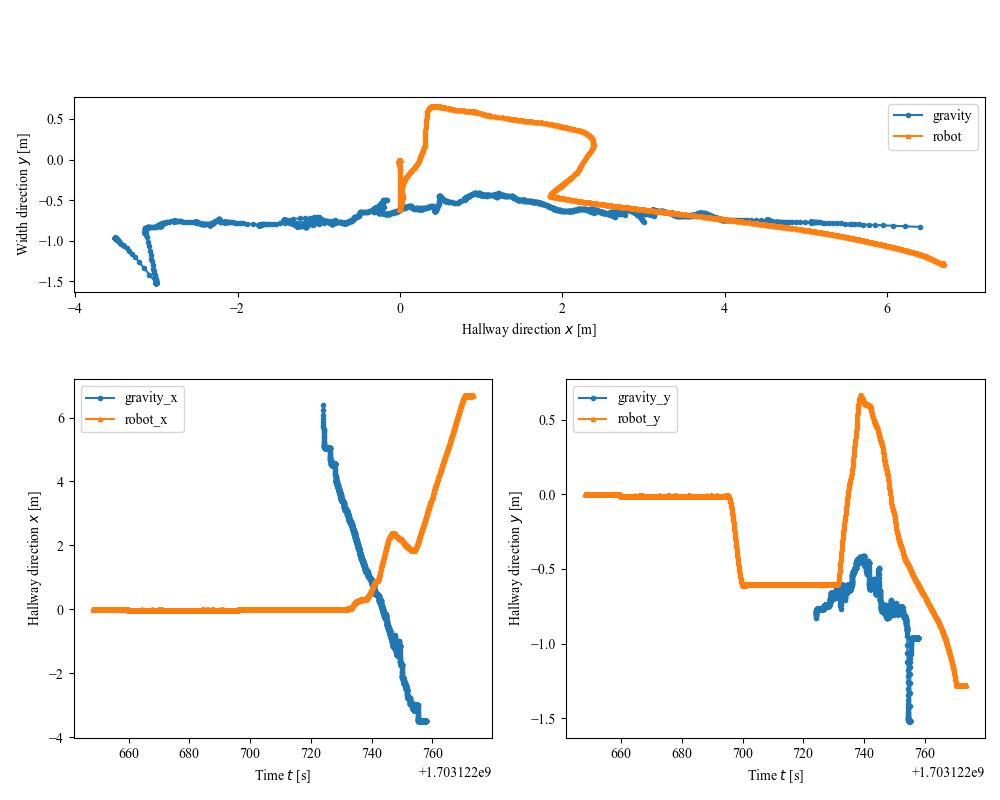 gravity
robot
Width direction y [m]
0.5
0.0
−0.5
−1.0
−1.5
−4
−2
0
2
4
6
Hallway direction x [m]
gravity_x
robot_x
Hallway direction x [m]
6
4
2
0
−2
−4
660
680
700
720
740
760
+1.703122e9
Time t [s]
gravity_y
robot_y
Hallway direction y [m]
0.5
0.0
−0.5
−1.0
−1.5
660
680
700
720
740
760
+1.703122e9
Time t [s]